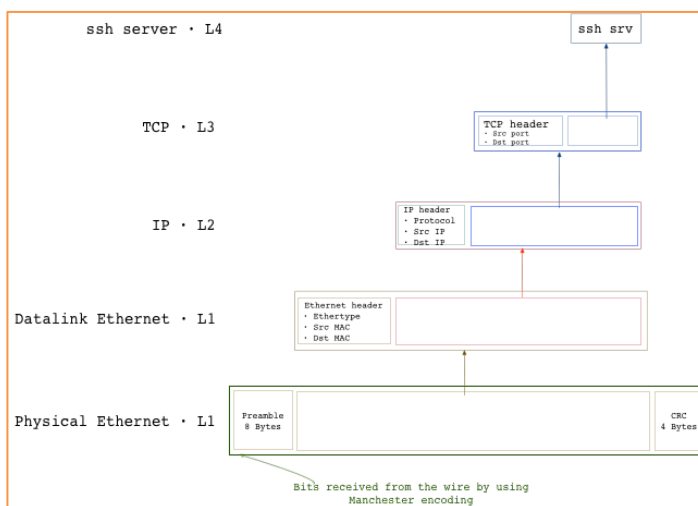 ssh server · L4
ssh srv
TCP · L3
TCP header
· Src port
· Dst port
IP · L2
IP header
· Protocol
· Src IP
· Dst IP
Datalink Ethernet · L1
Ethernet header
· Ethertype
· Src MAC
· Dst MAC
Physical Ethernet · L1
Preamble
8 Bytes
CRC
4 Bytes
Bits received from the wire by using
Manchester encoding